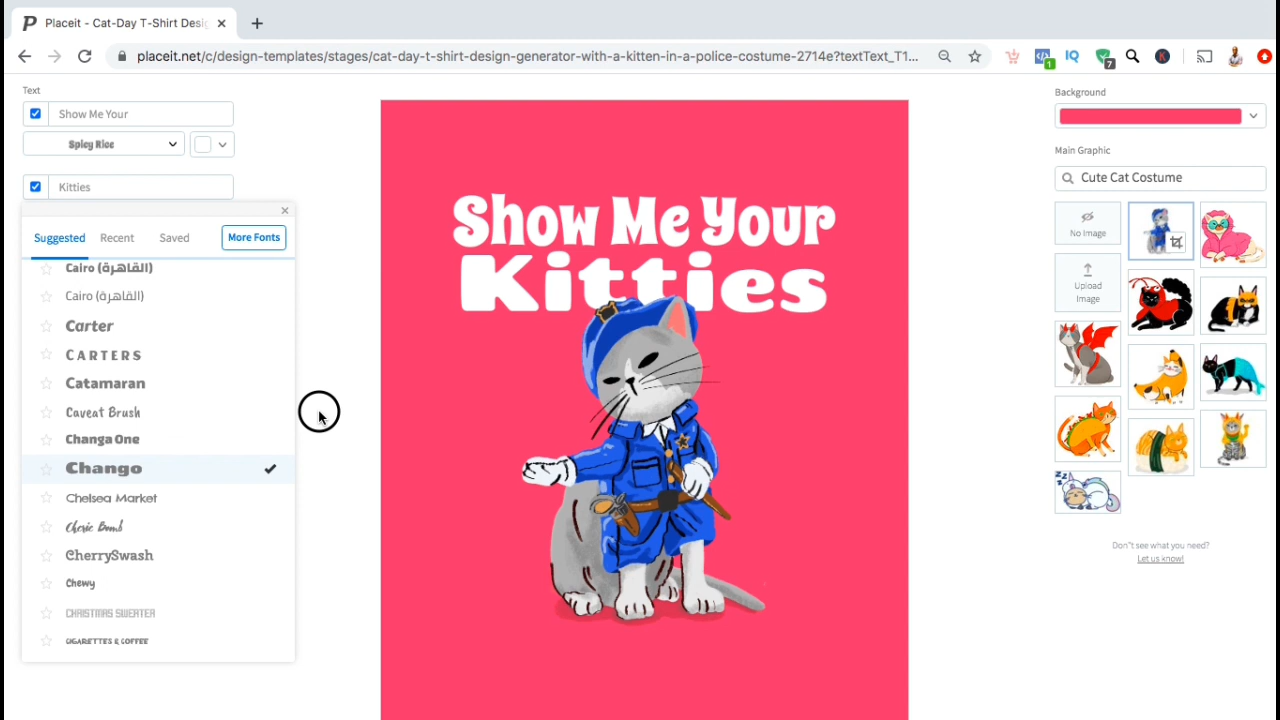 Placeit - Cat-Day T-Shirt Desig
placeit.net/c/design-templates/stages/cat-day-t-shirt-design-generator-with-a-kitten-in-a-police-costume-2714e?textText_T1...
1
IQ
7
K
Text
Show Me Your
Spicy Rice
Kitties
Suggested
Recent
Saved
More Fonts
Cairo (القاهرة)
Cairo (القاهرة)
Carter
CARTERS
Catamaran
Caveat Brush
Changa One
Chango
Chelsea Market
Cheric Bomb
CherrySwash
Chewy
CHRISTMAS SWEATER
CIGARETTES & COFFEE
Show Me Your
Kitties
Background
Main Graphic
Cute Cat Costume
No Image
Upload
Image
Don"t see what you need?
Let us know!